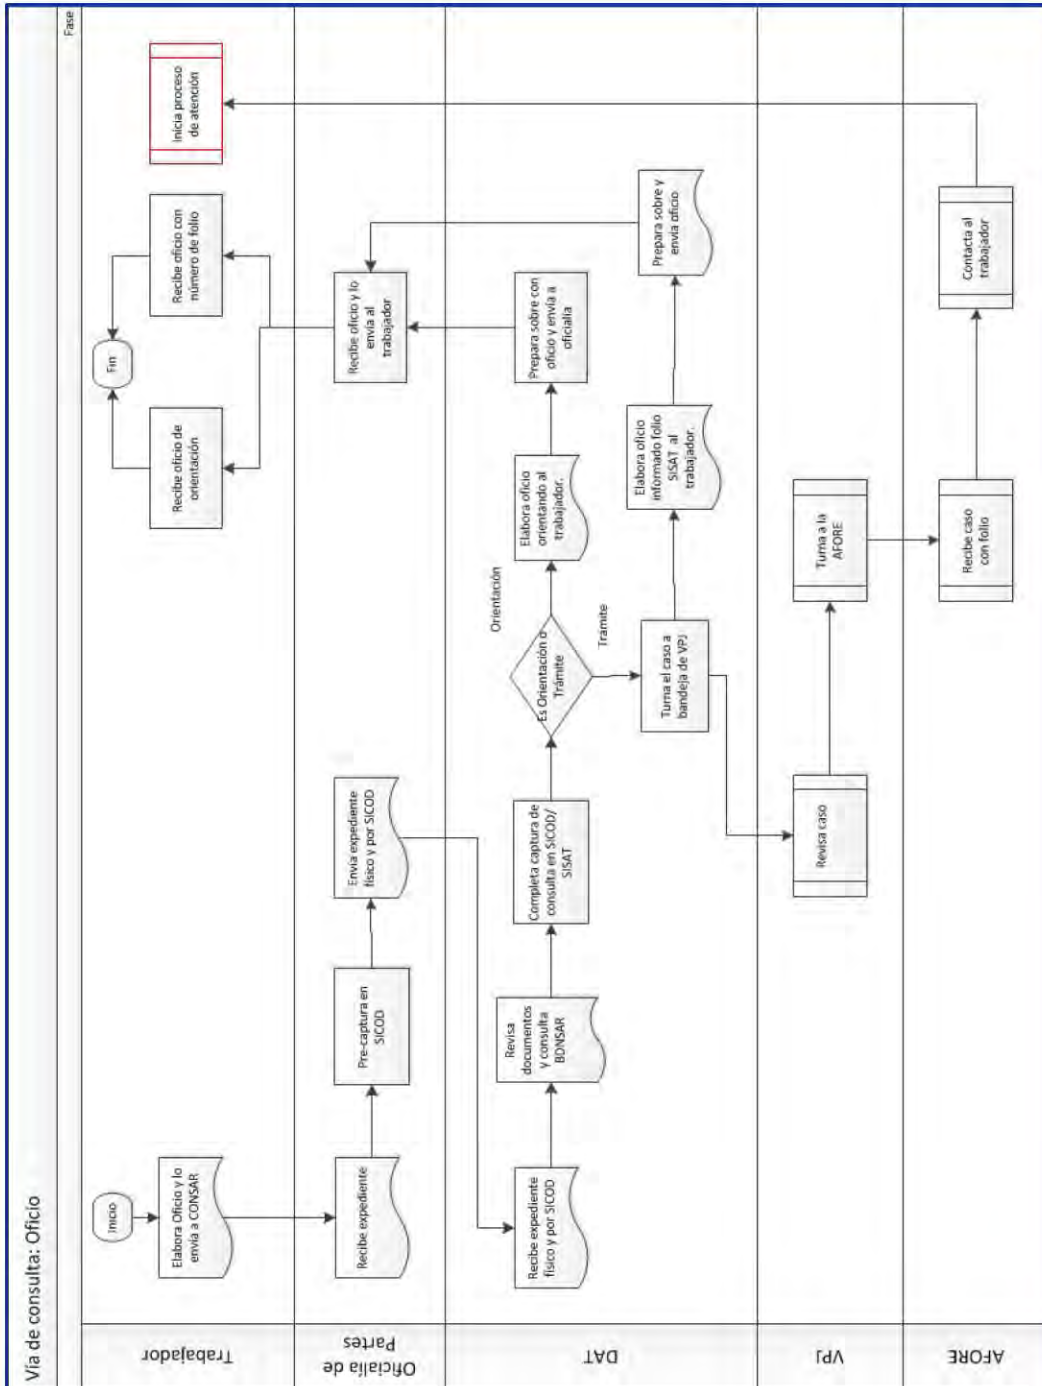 Vía de consulta: Oficio
Fase
Trabajador
Inicio
Elabora Oficio y lo
envía a CONSAR
Recibe oficio de
orientación
Fin
Recibe oficio con
número de folio
Inicia proceso
de atención
Oficialía de
Partes
Recibe expediente
Pre-captura en
SICOD
Envía expediente
físico y por SICOD
Recibe oficio y lo
envía al
trabajador
DAT
Recibe expediente
físico y por SICOD
Revisa
documentos
y consulta
BDNSAR
Completa captura de
consulta en SICOD/
SISAT
Es Orientación o
Trámite
Orientación
Trámite
Elabora oficio
orientando al
trabajador.
Prepara sobre con
oficio y envía a
oficialía
Turna el caso a
bandeja de VPJ
Elabora oficio
informado folio
SISAT al
trabajador.
Prepara sobre y
envía oficio
VPJ
Revisa caso
Turna a la
AFORE
AFORE
Recibe caso
con folio
Contacta al
trabajador